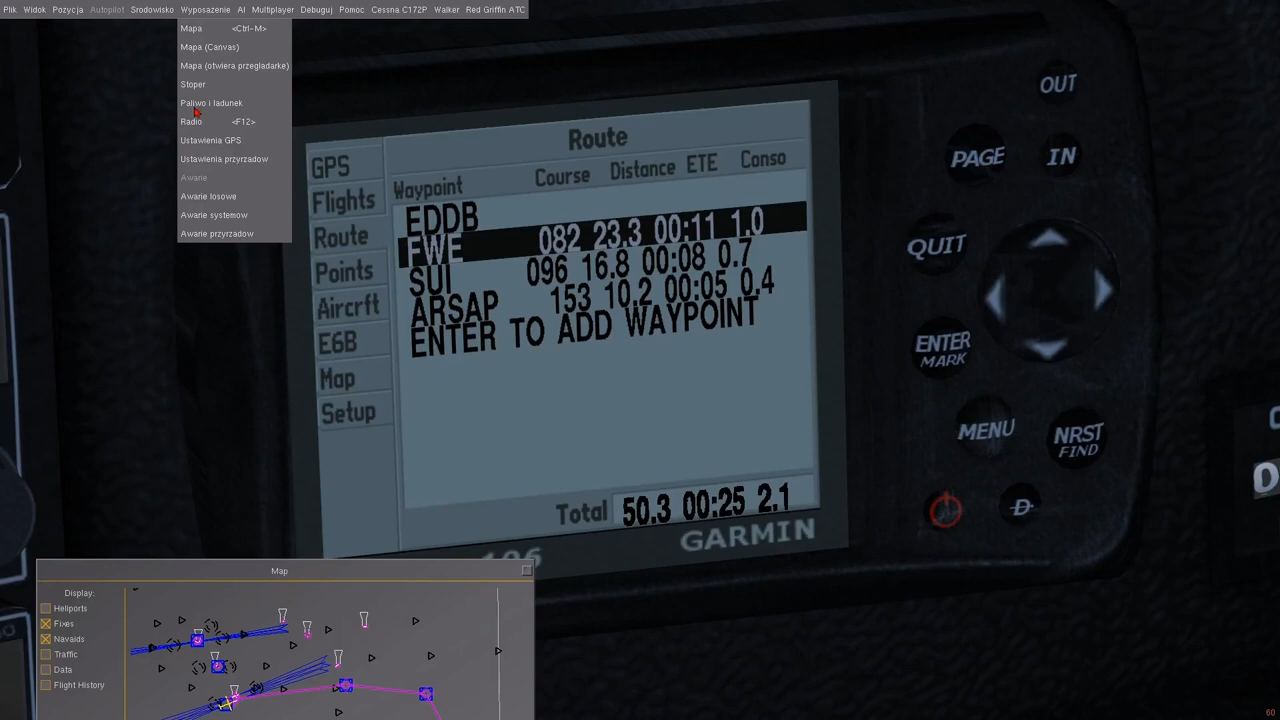 Plik Widok Pozycja Autopilot Srodowisko Wyposazenie AI Multiplayer Debuguj Pomoc Cessna C172P Walker Red Griffin ATC
Mapa <Ctrl-M>
Mapa (Canvas)
Mapa (otwiera przegladarke)
Stoper
Paliwo i ladunek
Radio <F12>
Ustawienia GPS
Ustawienia przyrzadow
Awarie
Awarie losowe
Awarie systemow
Awarie przyrzadow
GPS
Flights
Route
Points
Aircrft
E6B
Map
Setup
Route
Waypoint Course Distance ETE Conso
EDDB
FWE 082 23.3 00:11 1.0
SUI 096 16.8 00:08 0.7
ARSAP 153 10.2 00:05 0.4
ENTER TO ADD WAYPOINT
Total 50.3 00:25 2.1
GARMIN
OUT
PAGE
IN
QUIT
ENTER
MARK
MENU
NRST
FIND
D
Map
Display:
Heliports
Fixes
Navaids
Traffic
Data
Flight History
60